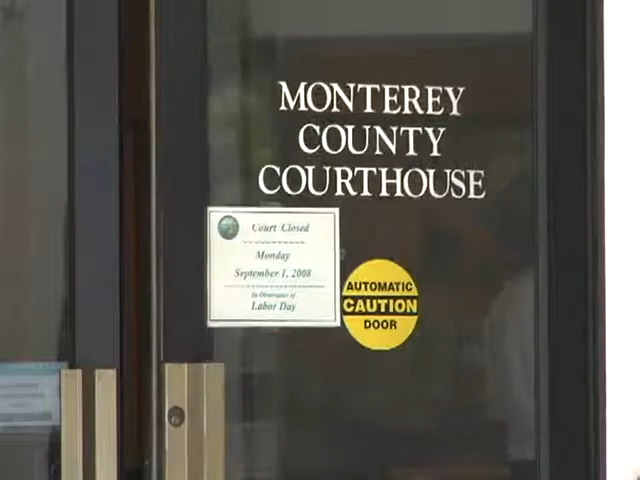 MONTEREY
COUNTY
COURTHOUSE
Court Closed
Monday
September 1, 2008
In Observance of
Labor Day
AUTOMATIC
CAUTION
DOOR